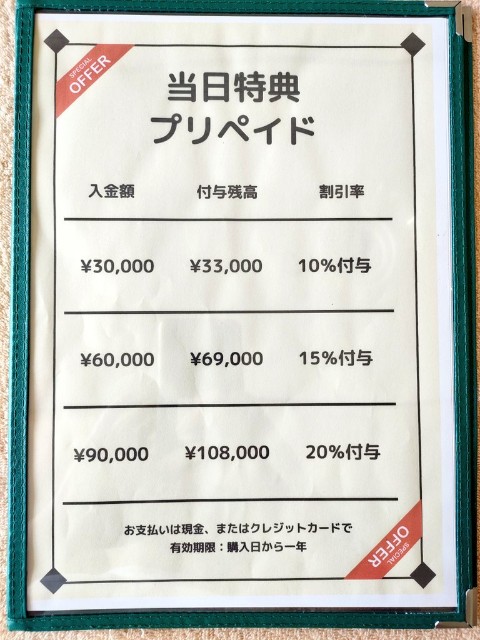 SPECIAL
OFFER
当日特典
プリペイド
入金額 付与残高 割引率
¥30,000 ¥33,000 10%付与
¥60,000 ¥69,000 15%付与
¥90,000 ¥108,000 20%付与
お支払いは現金、またはクレジットカードで
有効期限：購入日から一年
SPECIAL
OFFER